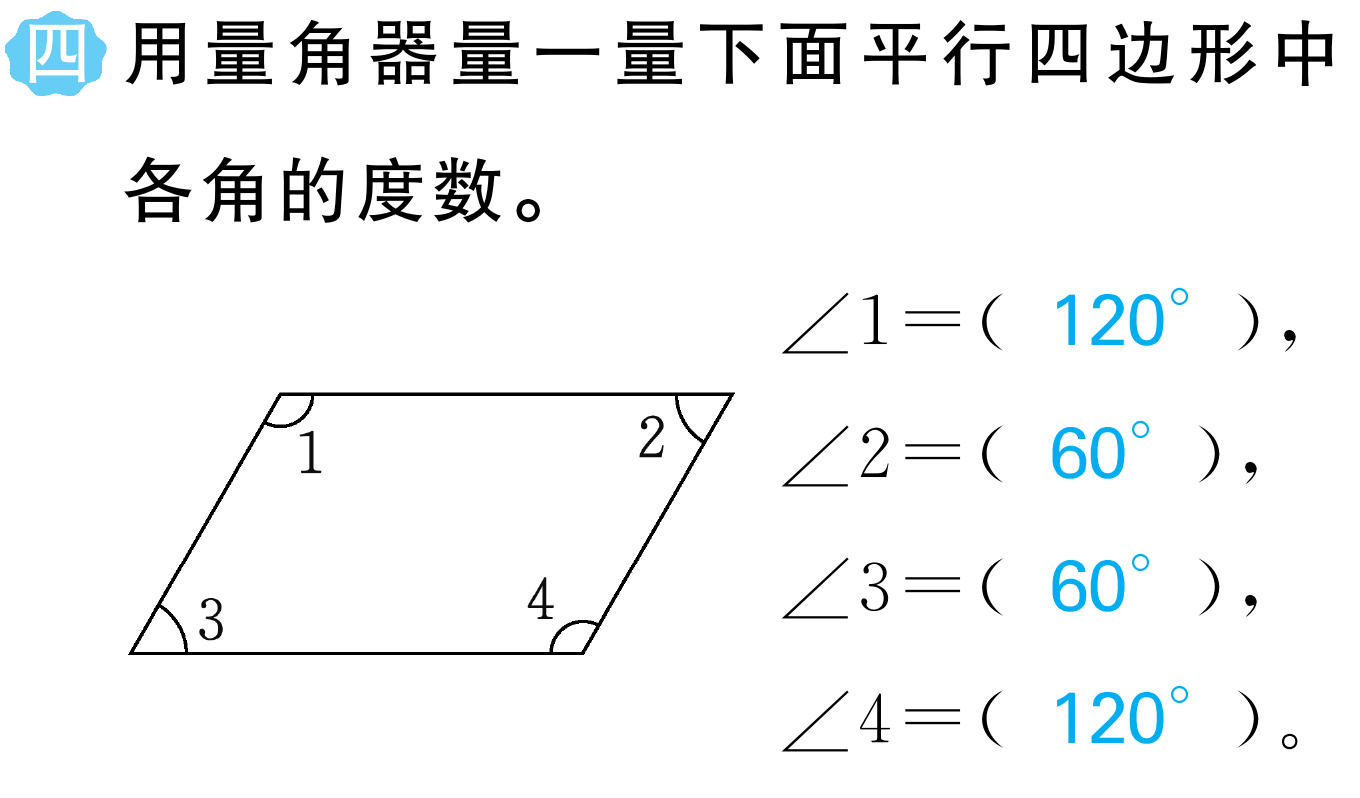 四 用量角器量一量下面平行四边形中
各角的度数。
∠1=( 120° ),
∠2=( 60° ),
∠3=( 60° ),
∠4=( 120° )。
1
2
3
4